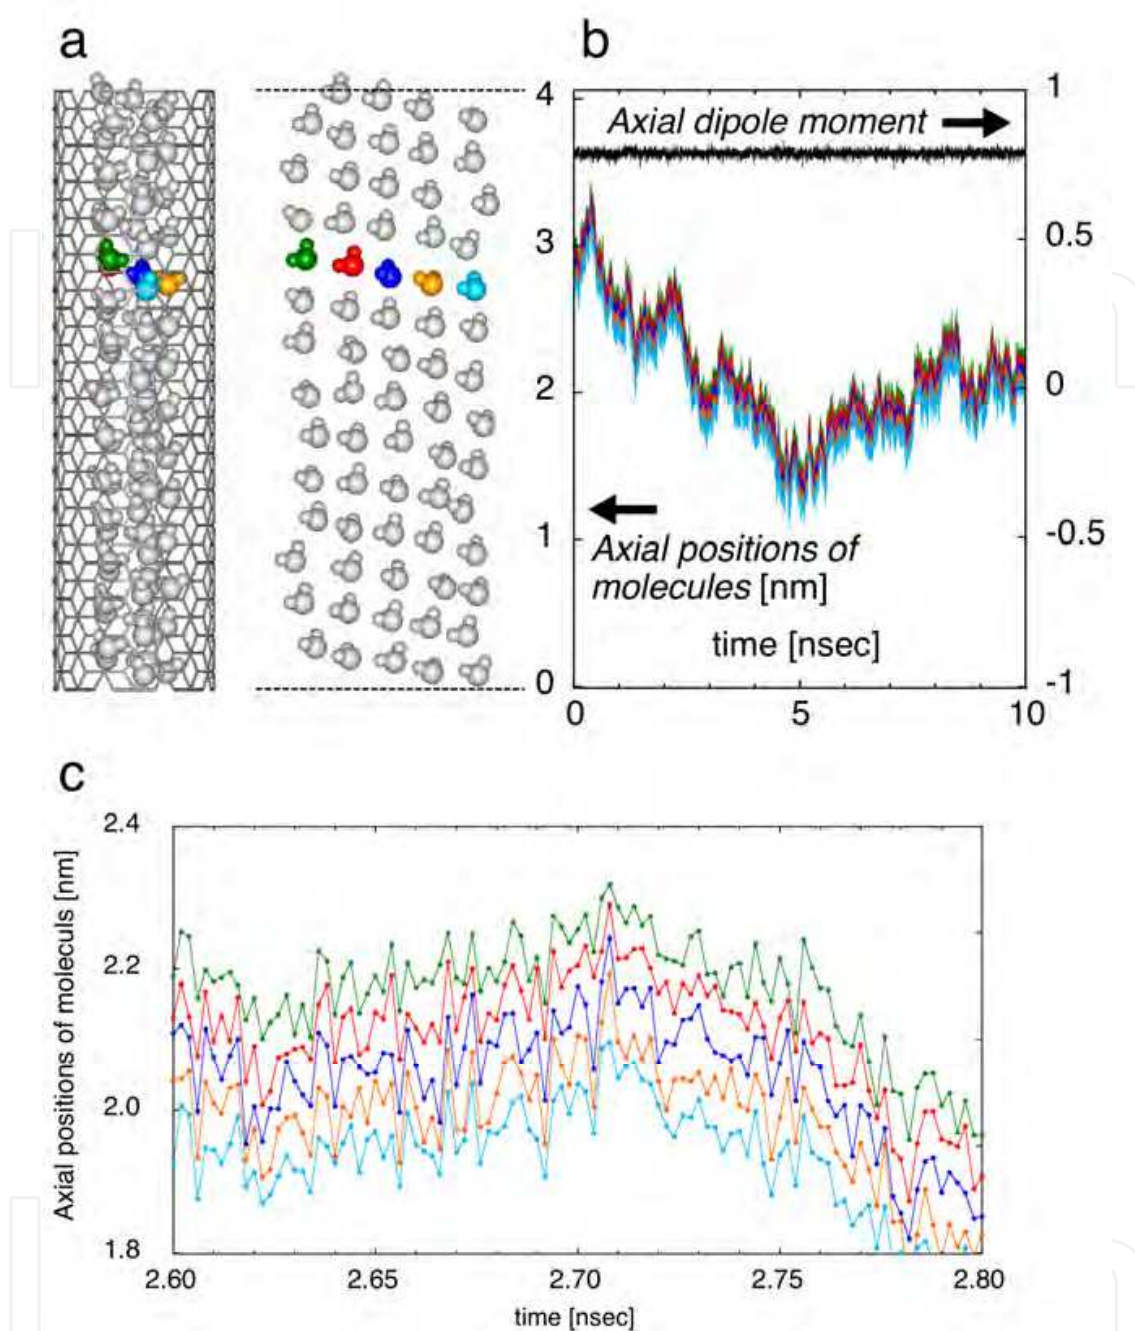 a
b
4
3
2
1
0
1
0.5
0
-0.5
-1
Axial dipole moment
Axial positions of
molecules [nm]
time [nsec]
0
5
10
c
Axial positions of moleculs [nm]
2.4
2.2
2.0
1.8
2.60
2.65
2.70
2.75
2.80
time [nsec]